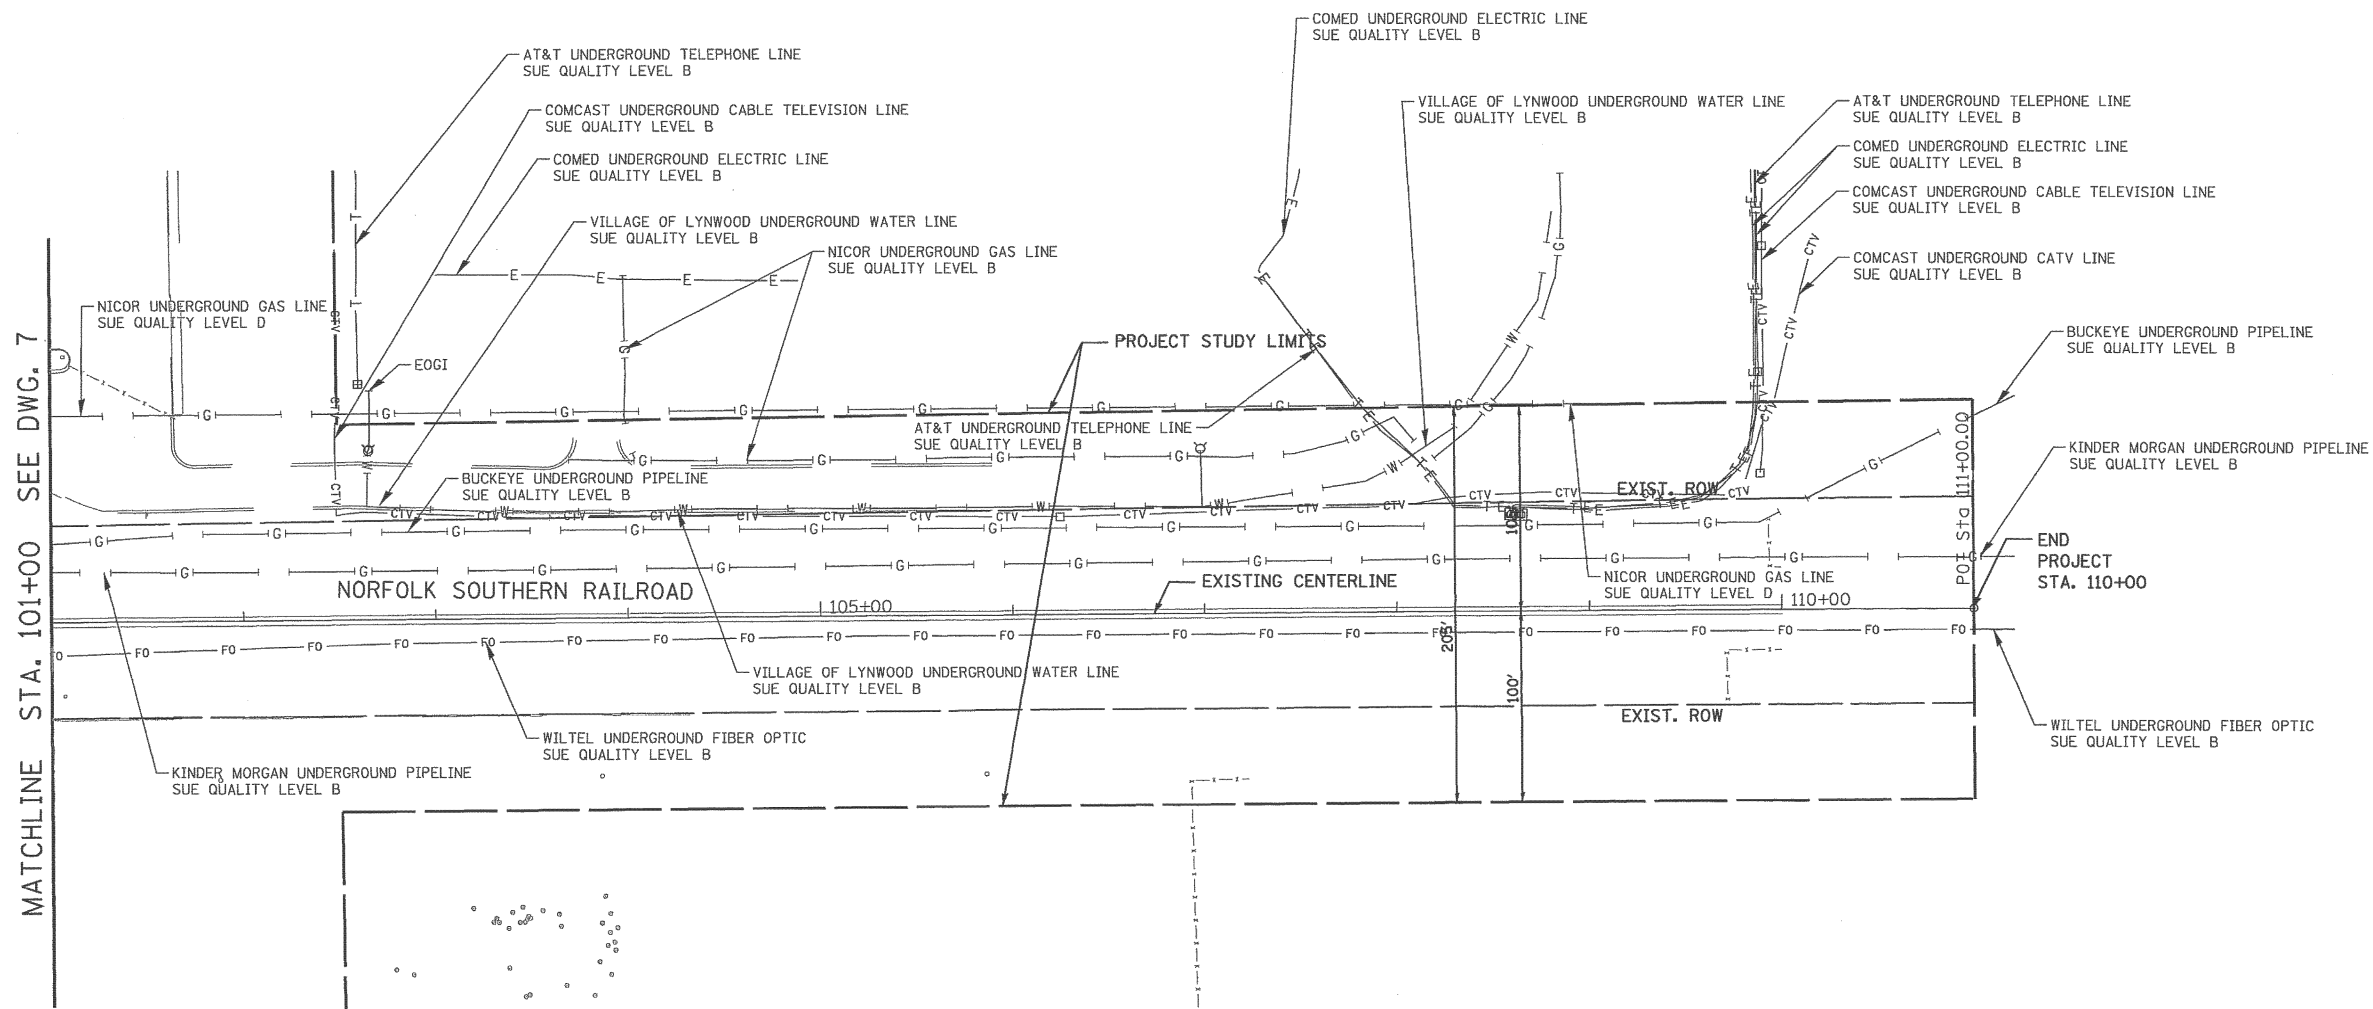 COMED UNDERGROUND ELECTRIC LINE
SUE QUALITY LEVEL B
AT&T UNDERGROUND TELEPHONE LINE
SUE QUALITY LEVEL B
COMCAST UNDERGROUND CABLE TELEVISION LINE
SUE QUALITY LEVEL B
COMED UNDERGROUND ELECTRIC LINE
SUE QUALITY LEVEL B
VILLAGE OF LYNWOOD UNDERGROUND WATER LINE
SUE QUALITY LEVEL B
NICOR UNDERGROUND GAS LINE
SUE QUALITY LEVEL B
NICOR UNDERGROUND GAS LINE
SUE QUALITY LEVEL D
EOGI
PROJECT STUDY LIMITS
VILLAGE OF LYNWOOD UNDERGROUND WATER LINE
SUE QUALITY LEVEL B
AT&T UNDERGROUND TELEPHONE LINE
SUE QUALITY LEVEL B
COMED UNDERGROUND ELECTRIC LINE
SUE QUALITY LEVEL B
COMCAST UNDERGROUND CABLE TELEVISION LINE
SUE QUALITY LEVEL B
COMCAST UNDERGROUND CATV LINE
SUE QUALITY LEVEL B
BUCKEYE UNDERGROUND PIPELINE
SUE QUALITY LEVEL B
KINDER MORGAN UNDERGROUND PIPELINE
SUE QUALITY LEVEL B
AT&T UNDERGROUND TELEPHONE LINE
SUE QUALITY LEVEL B
BUCKEYE UNDERGROUND PIPELINE
SUE QUALITY LEVEL B
EXIST. ROW
POT Sta 111+00.00
END
PROJECT
STA. 110+00
NICOR UNDERGROUND GAS LINE
SUE QUALITY LEVEL D
NORFOLK SOUTHERN RAILROAD
EXISTING CENTERLINE
105+00
110+00
205'
100'
VILLAGE OF LYNWOOD UNDERGROUND WATER LINE
SUE QUALITY LEVEL B
EXIST. ROW
WILTEL UNDERGROUND FIBER OPTIC
SUE QUALITY LEVEL B
WILTEL UNDERGROUND FIBER OPTIC
SUE QUALITY LEVEL B
KINDER MORGAN UNDERGROUND PIPELINE
SUE QUALITY LEVEL B
MATCHLINE STA. 101+00 SEE DWG. 7